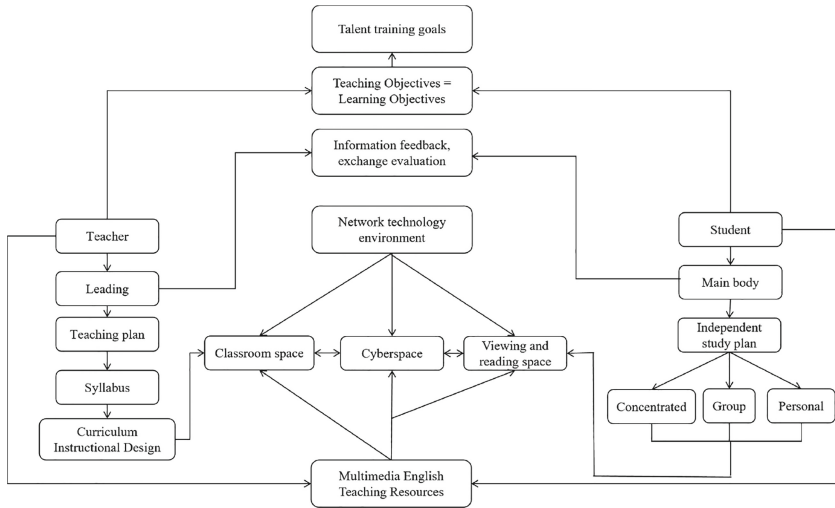 Talent training goals
Teaching Objectives =
Learning Objectives
Information feedback,
exchange evaluation
Network technology
environment
Teacher
Student
Leading
Main body
Teaching plan
Independent
study plan
Classroom space
Cyberspace
Viewing and
reading space
Syllabus
Concentrated
Group
Personal
Curriculum
Instructional Design
Multimedia English
Teaching Resources